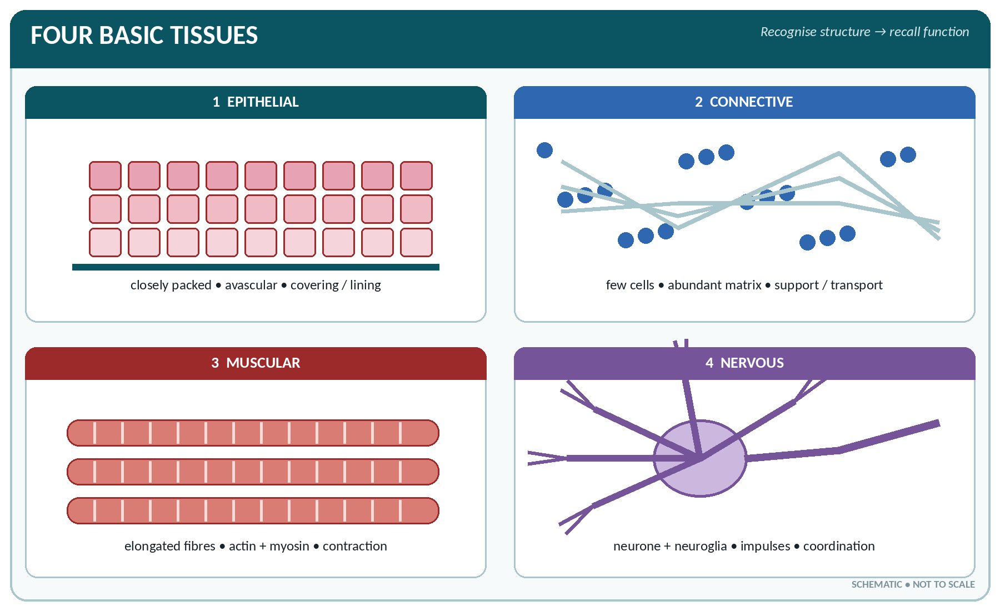 FOUR BASIC TISSUES
Recognise structure → recall function
1 EPITHELIAL
closely packed • avascular • covering / lining
2 CONNECTIVE
few cells • abundant matrix • support / transport
3 MUSCULAR
elongated fibres • actin + myosin • contraction
4 NERVOUS
neurone + neuroglia • impulses • coordination
SCHEMATIC • NOT TO SCALE